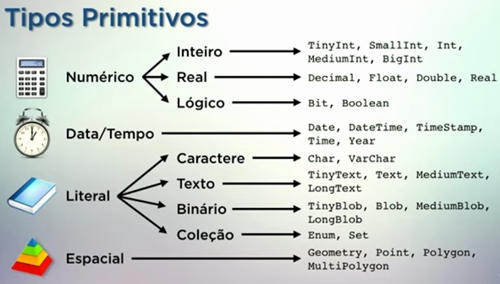 Tipos Primitivos
Numérico
Inteiro
TinyInt, SmallInt, Int,
MediumInt, BigInt
Real
Decimal, Float, Double, Real
Lógico
Bit, Boolean
Data/Tempo
Date, DateTime, TimeStamp,
Time, Year
Literal
Caractere
Char, VarChar
Texto
TinyText, Text, MediumText,
LongText
Binário
TinyBlob, Blob, MediumBlob,
LongBlob
Coleção
Enum, Set
Espacial
Geometry, Point, Polygon,
MultiPolygon